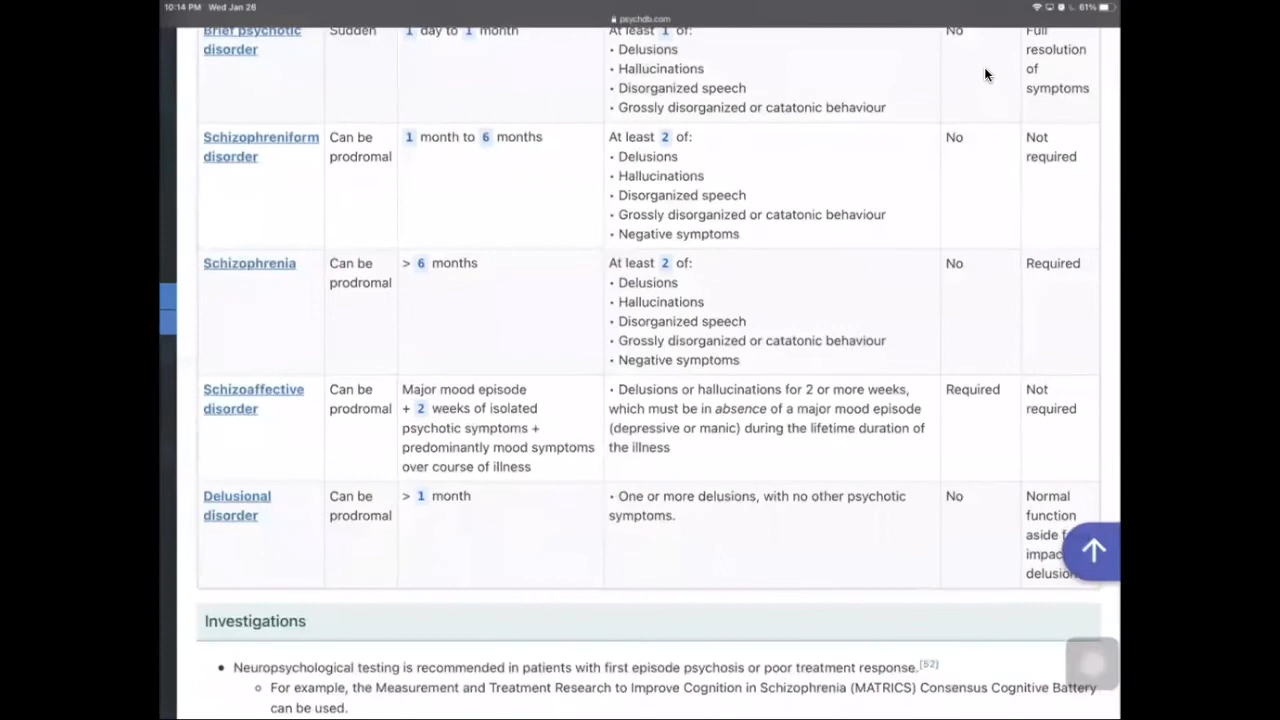 10:14 PM Wed Jan 26
61%
psychdb.com
Brief psychotic
disorder
Sudden
1 day to 1 month
At least 1 of:
• Delusions
• Hallucinations
• Disorganized speech
• Grossly disorganized or catatonic behaviour
No
Full
resolution
of
symptoms
Schizophreniform
disorder
Can be
prodromal
1 month to 6 months
At least 2 of:
• Delusions
• Hallucinations
• Disorganized speech
• Grossly disorganized or catatonic behaviour
• Negative symptoms
No
Not
required
Schizophrenia
Can be
prodromal
> 6 months
At least 2 of:
• Delusions
• Hallucinations
• Disorganized speech
• Grossly disorganized or catatonic behaviour
• Negative symptoms
No
Required
Schizoaffective
disorder
Can be
prodromal
Major mood episode
+ 2 weeks of isolated
psychotic symptoms +
predominantly mood symptoms
over course of illness
• Delusions or hallucinations for 2 or more weeks,
which must be in absence of a major mood episode
(depressive or manic) during the lifetime duration of
the illness
Required
Not
required
Delusional
disorder
Can be
prodromal
> 1 month
• One or more delusions, with no other psychotic
symptoms.
No
Normal
function
aside
Investigations
• Neuropsychological testing is recommended in patients with first episode psychosis or poor treatment response.[52]
○ For example, the Measurement and Treatment Research to Improve Cognition in Schizophrenia (MATRICS) Consensus Cognitive Battery
can be used.